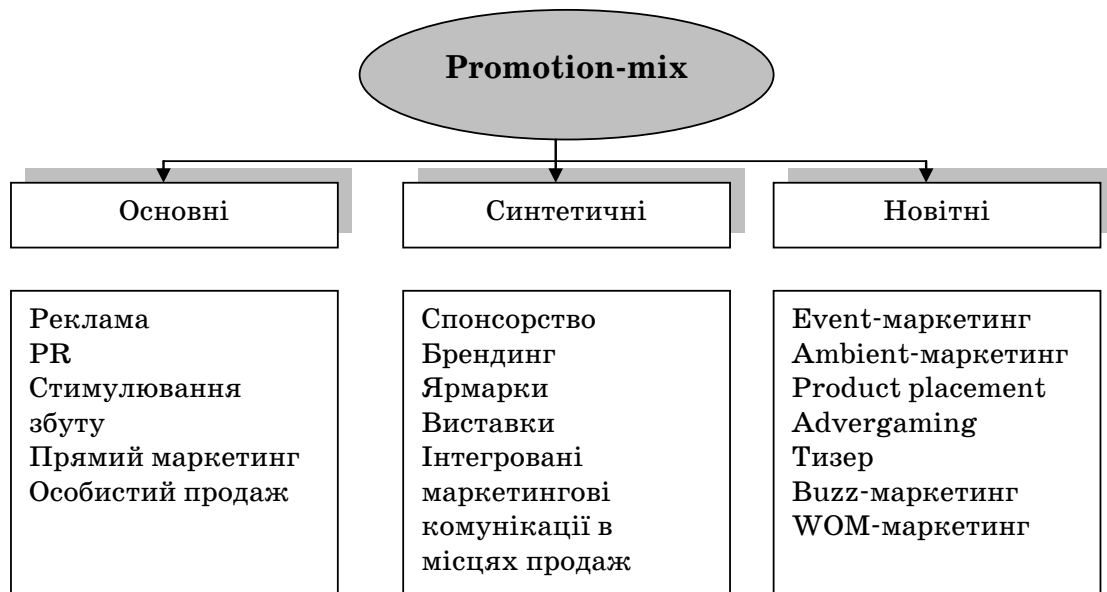 Promotion-mix
Основні
Синтетичні
Новітні
Реклама
PR
Стимулювання
збуту
Прямий маркетинг
Особистий продаж
Спонсорство
Брендинг
Ярмарки
Виставки
Інтегровані
маркетингові
комунікації в
місцях продаж
Event-маркетинг
Ambient-маркетинг
Product placement
Advergaming
Тизер
Buzz-маркетинг
WOM-маркетинг